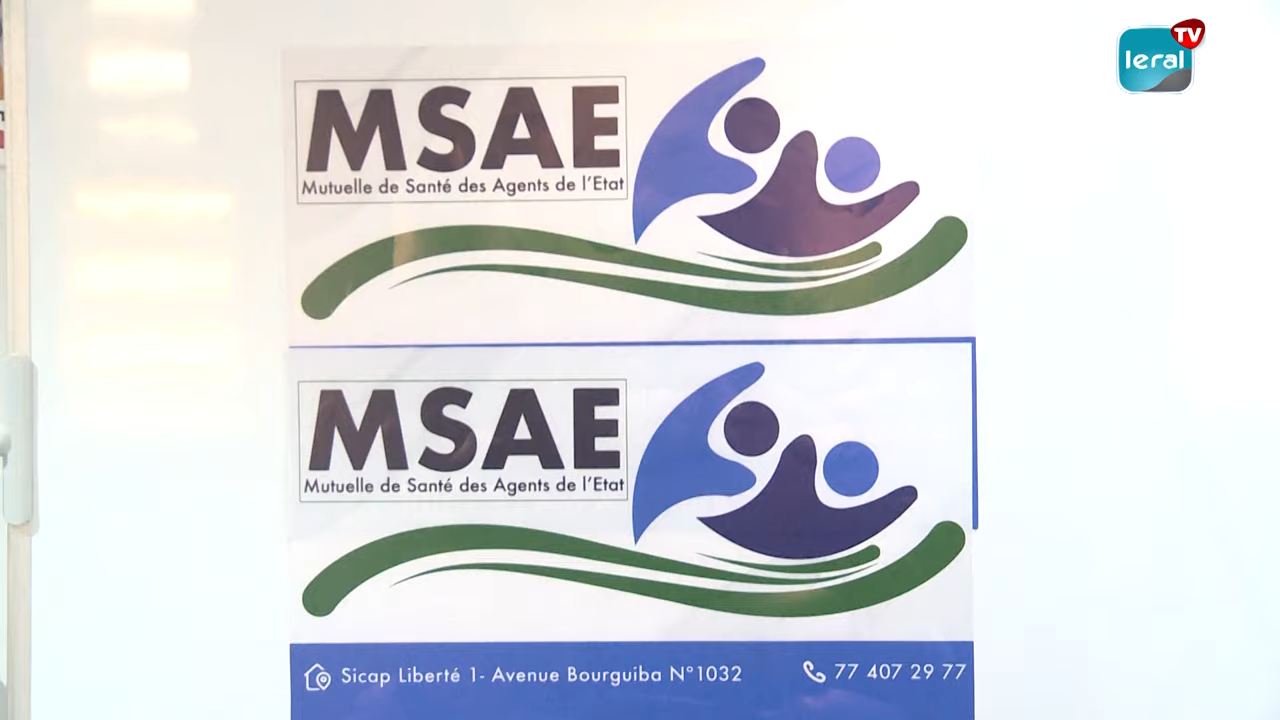 TV
leral
MSAE
Mutuelle de Santé des Agents de l'Etat
MSAE
Mutuelle de Santé des Agents de l'Etat
Sicap Liberté 1- Avenue Bourguiba N°1032
77 407 29 77